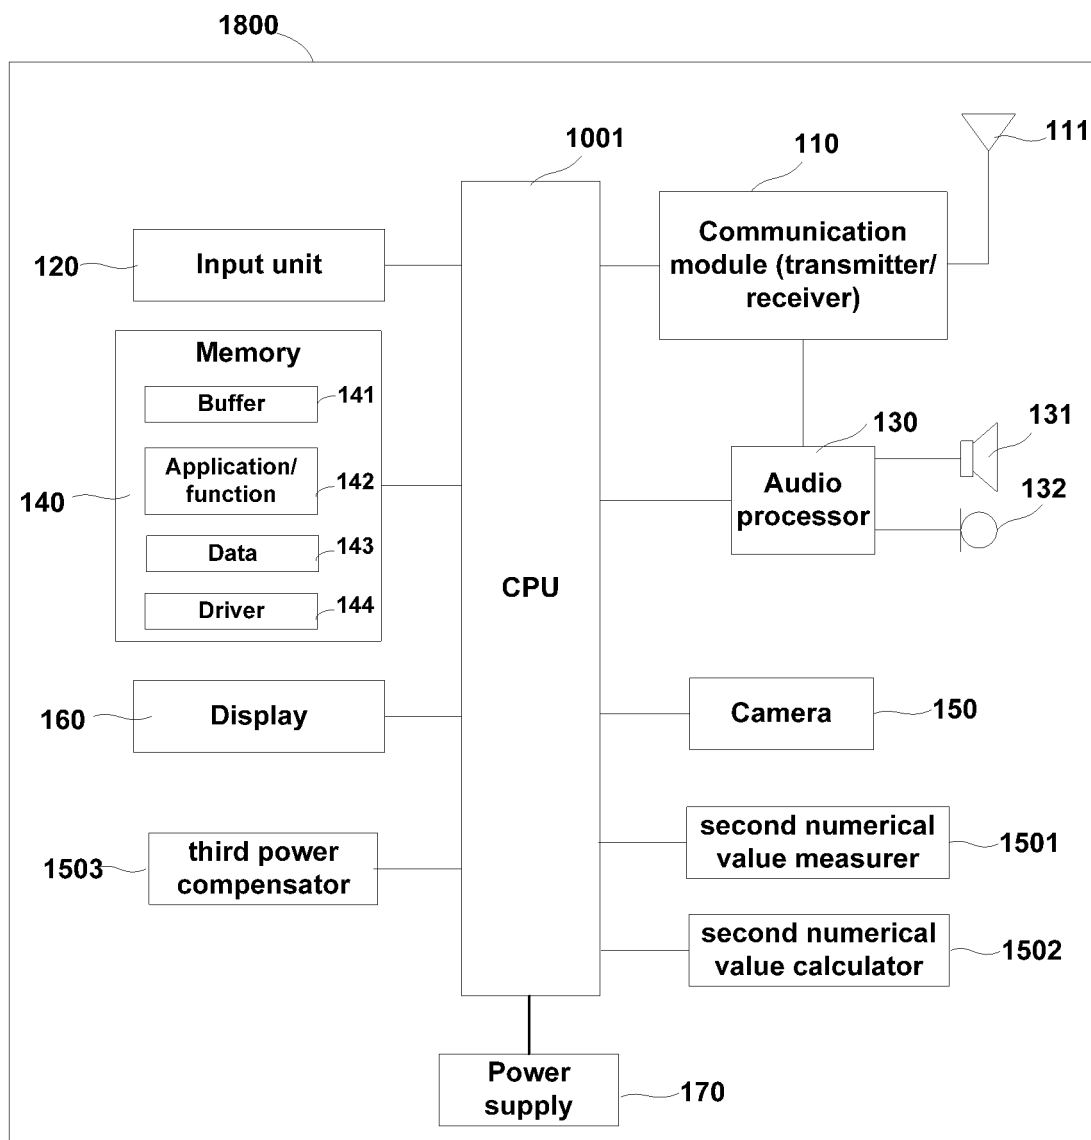 1800
1001
110
111
Communication
module (transmitter/
receiver)
120
Input unit
Memory
Buffer
141
Application/
function
142
140
Data
143
Driver
144
CPU
130
131
Audio
processor
132
160
Display
Camera
150
1503
third power
compensator
second numerical
value measurer
1501
second numerical
value calculator
1502
Power
supply
170